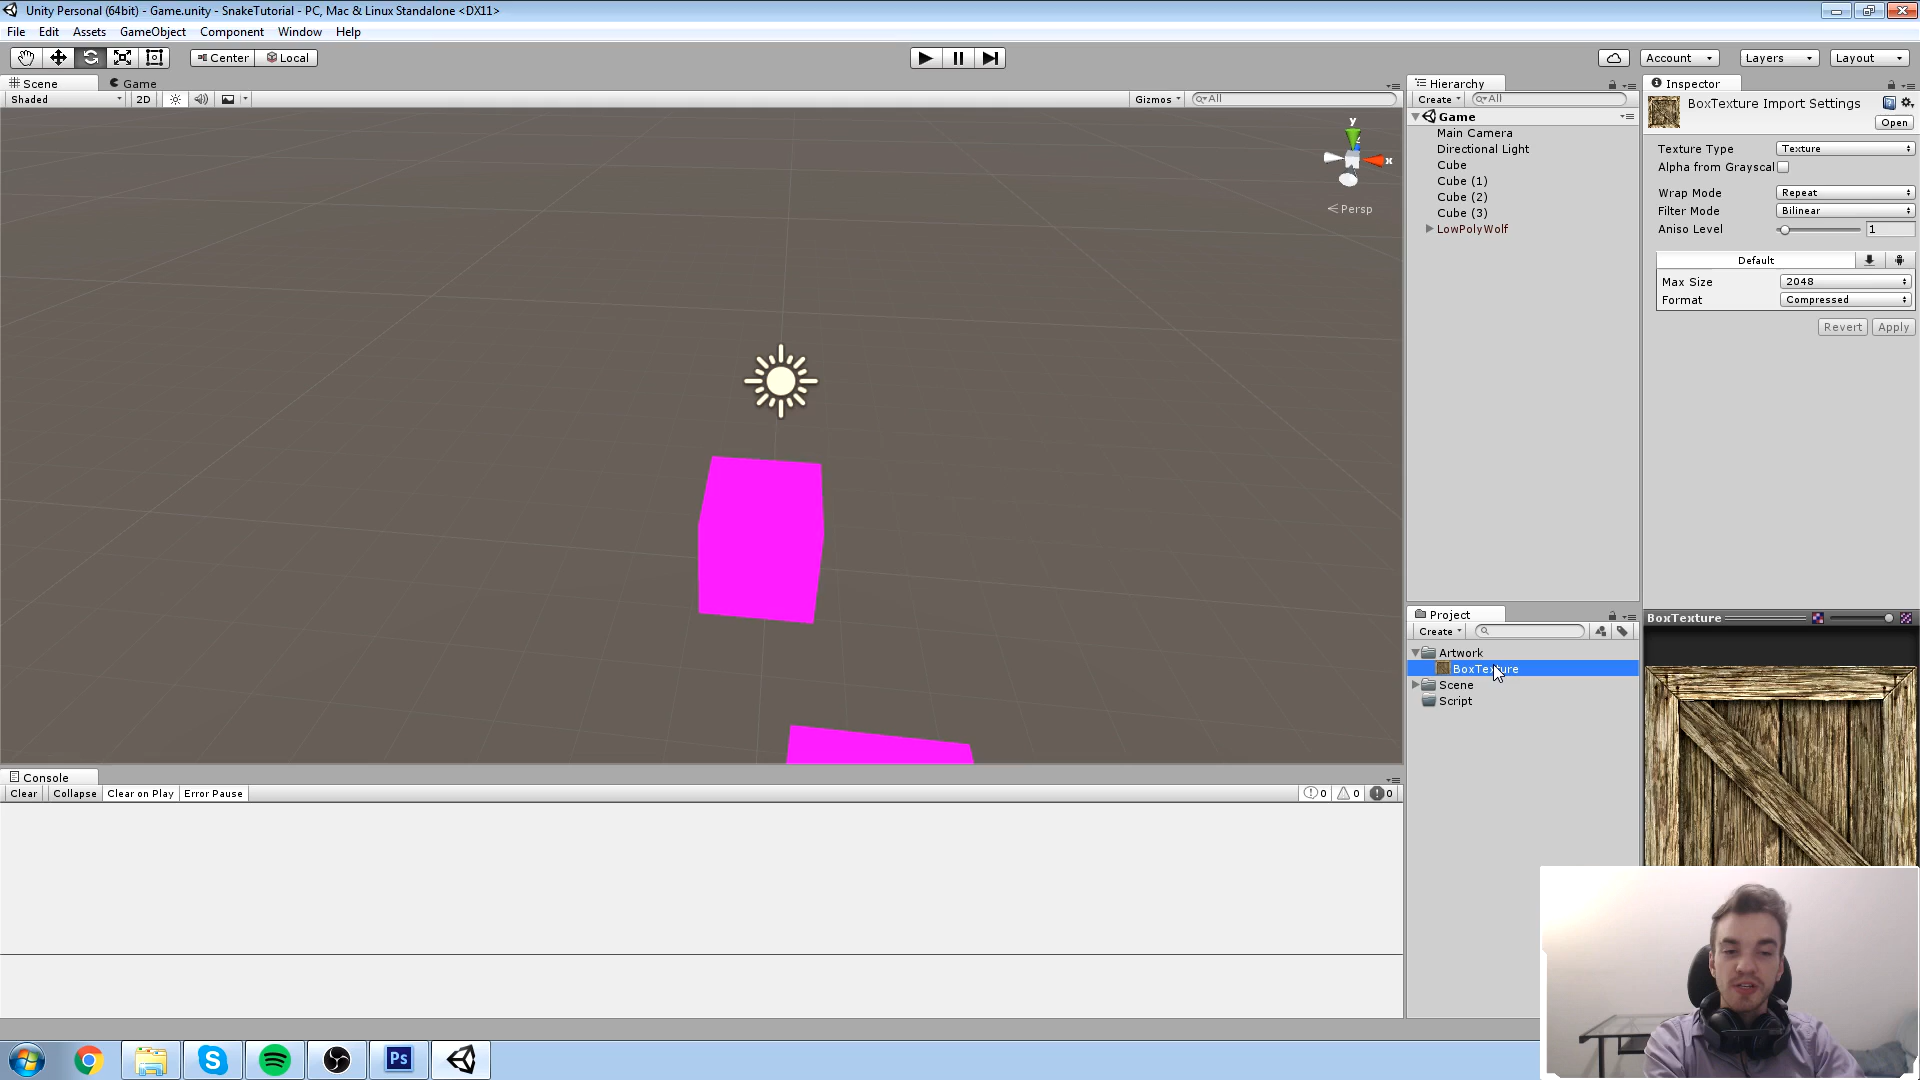 Unity Personal (64bit) - Game.unity - SnakeTutorial - PC, Mac & Linux Standalone <DX11>
File Edit Assets GameObject Component Window Help
Center Local
Account Layers Layout
Scene Game
Shaded 2D Gizmos All
y
x
Persp
Hierarchy
Create All
Game
Main Camera
Directional Light
Cube
Cube (1)
Cube (2)
Cube (3)
LowPolyWolf
Inspector
BoxTexture Import Settings
Open
Texture Type Texture
Alpha from Grayscal
Wrap Mode Repeat
Filter Mode Bilinear
Aniso Level 1
Default
Max Size 2048
Format Compressed
Revert Apply
Project
Create
Artwork
BoxTexture
Scene
Script
BoxTexture
Console
Clear Collapse Clear on Play Error Pause 0 0 0
Ps